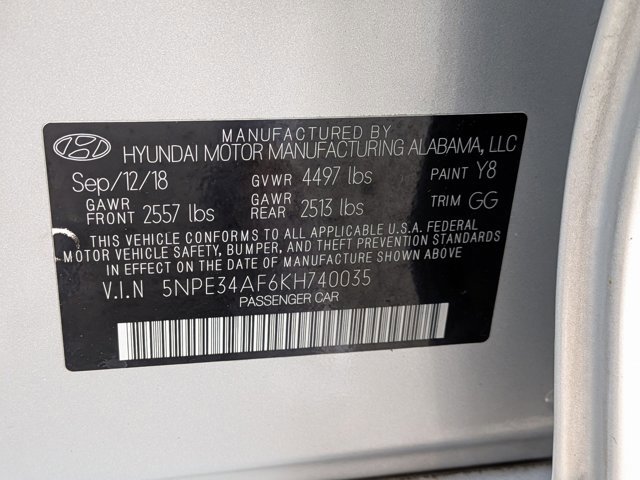 MANUFACTURED BY
HYUNDAI MOTOR MANUFACTURING ALABAMA, LLC
Sep/12/18 GVWR 4497 lbs PAINT Y8
GAWR FRONT 2557 lbs GAWR REAR 2513 lbs TRIM GG
THIS VEHICLE CONFORMS TO ALL APPLICABLE U.S.A. FEDERAL
MOTOR VEHICLE SAFETY, BUMPER, AND THEFT PREVENTION STANDARDS
IN EFFECT ON THE DATE OF MANUFACTURE SHOWN ABOVE
V.I.N 5NPE34AF6KH740035
PASSENGER CAR